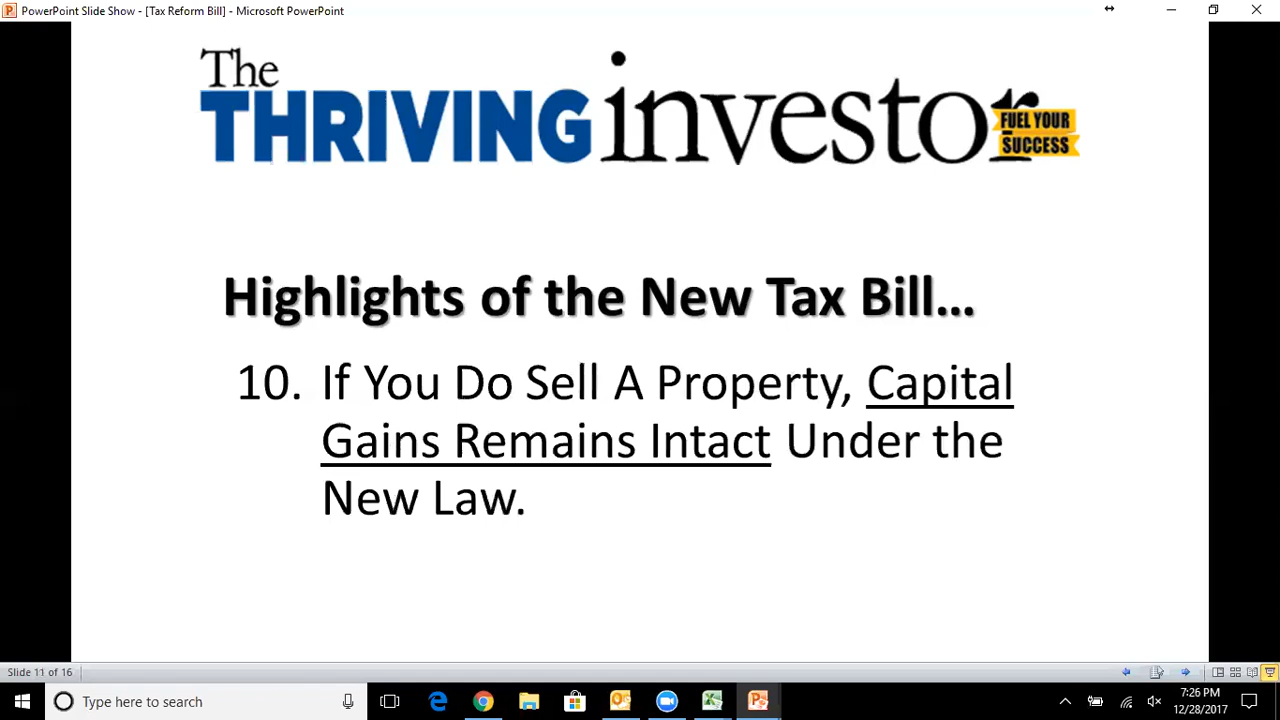 PowerPoint Slide Show - [Tax Reform Bill] - Microsoft PowerPoint
The
THRIVING investor
FUEL YOUR
SUCCESS
Highlights of the New Tax Bill...
10. If You Do Sell A Property, Capital
Gains Remains Intact Under the
New Law.
Slide 11 of 16
Type here to search
7:26 PM
12/28/2017